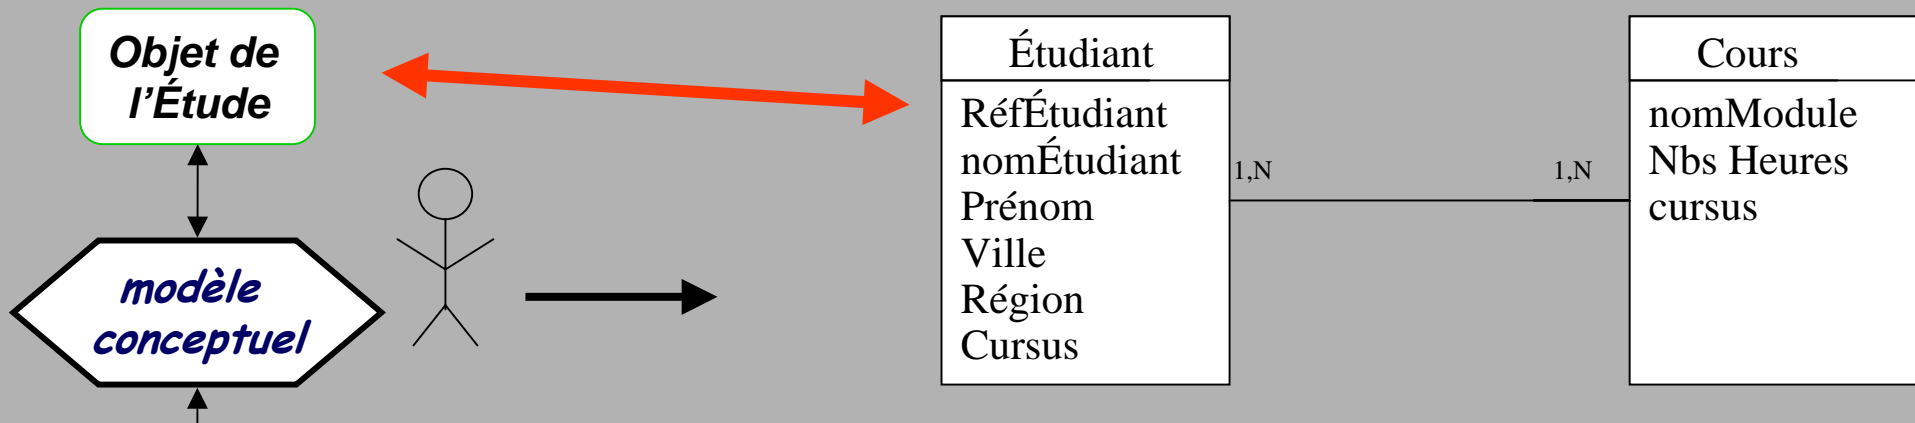 Objet de
l'Étude
modèle
conceptuel
Étudiant
RéfÉtudiant
nomÉtudiant
Prénom
Ville
Région
Cursus
1,N
1,N
Cours
nomModule
Nbs Heures
cursus